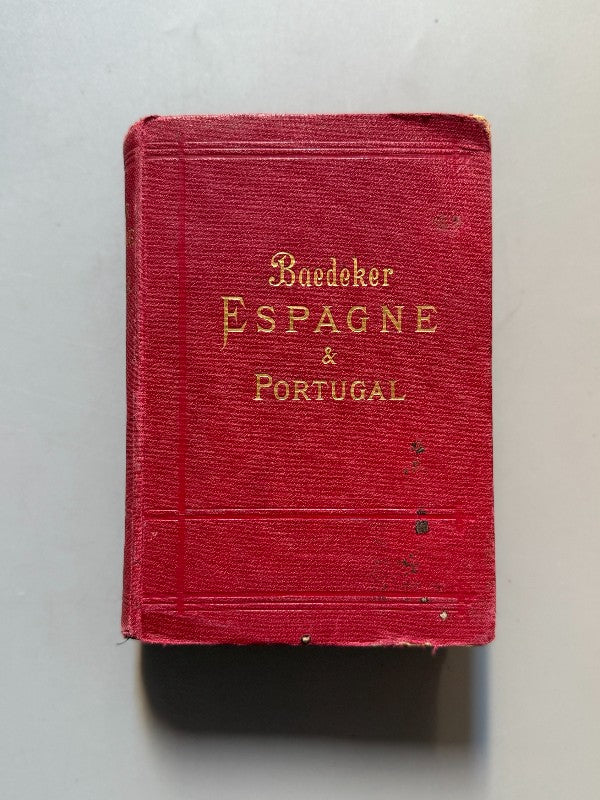 Baedeker
ESPAGNE
&
PORTUGAL